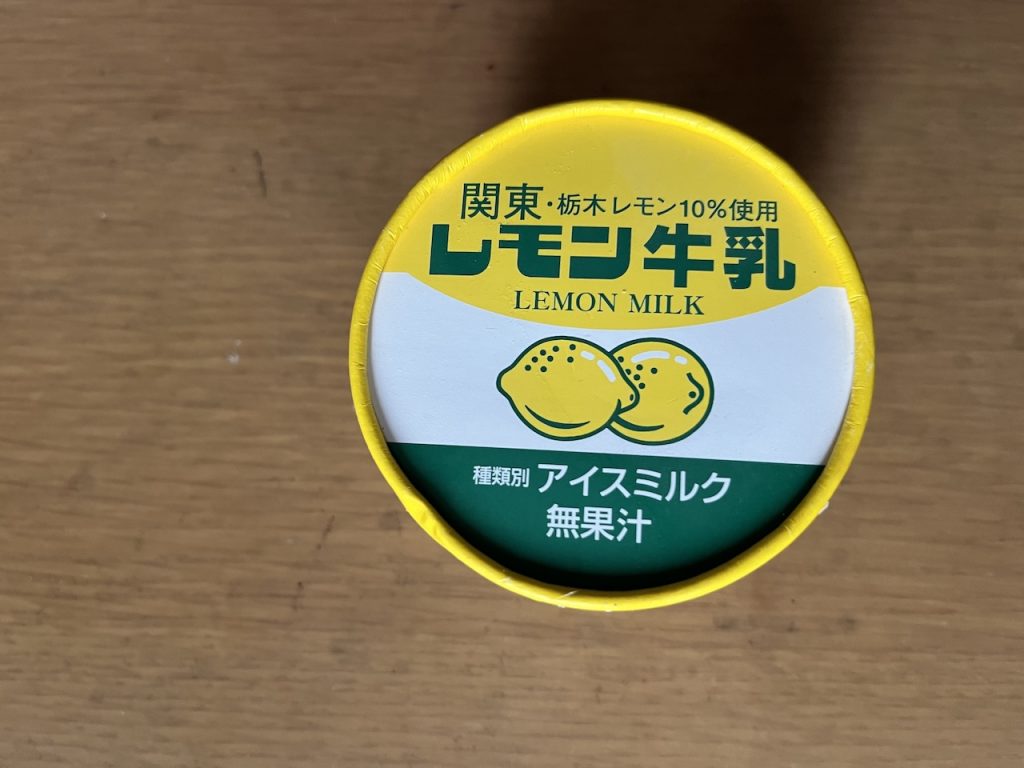 関東・栃木レモン10%使用
レモン牛乳
LEMON MILK
種類別 アイスミルク
無果汁